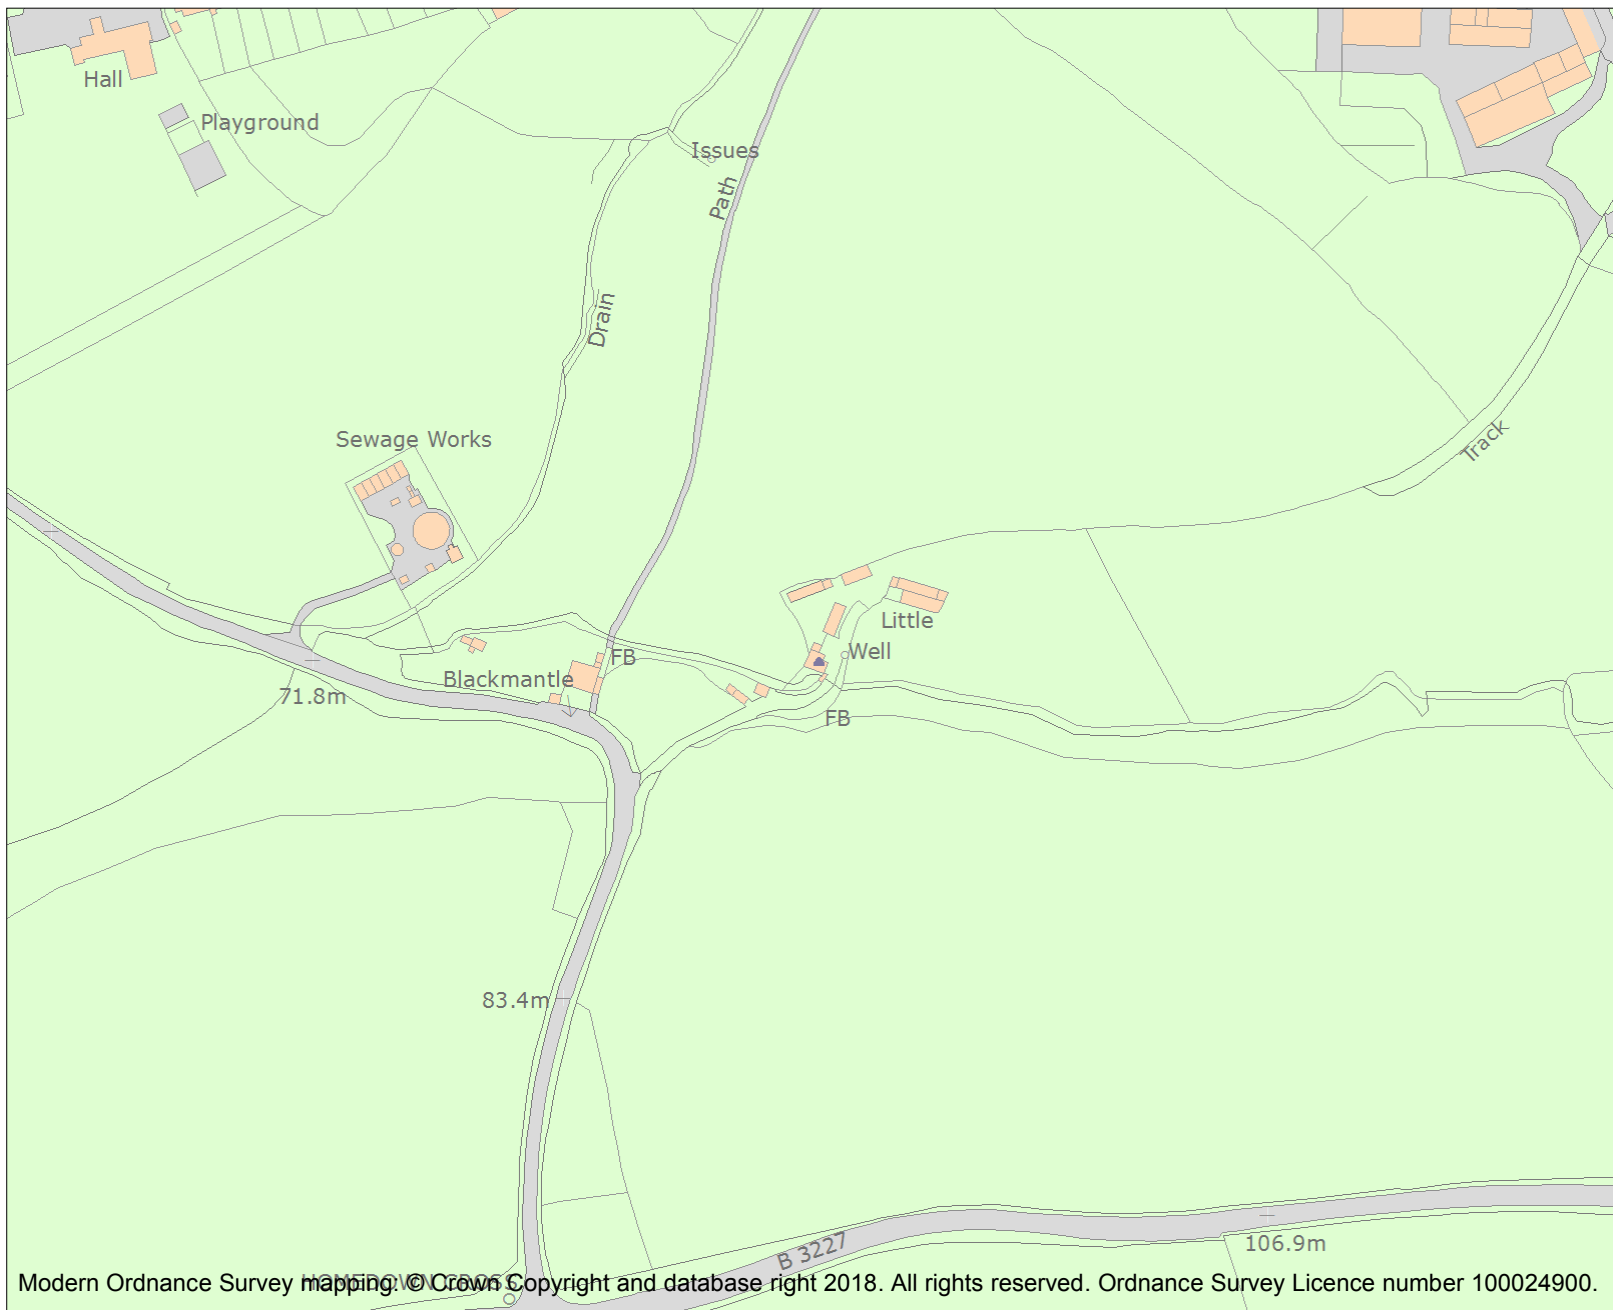 Hall
Playground
Issues
Path
Drain
Sewage Works
Track
Little
Well
FB
Blackmantle
71.8m
FB
83.4m
B 3227
106.9m
HOMEDOWN CROSS
Modern Ordnance Survey mapping: © Crown Copyright and database right 2018. All rights reserved. Ordnance Survey Licence number 100024900.